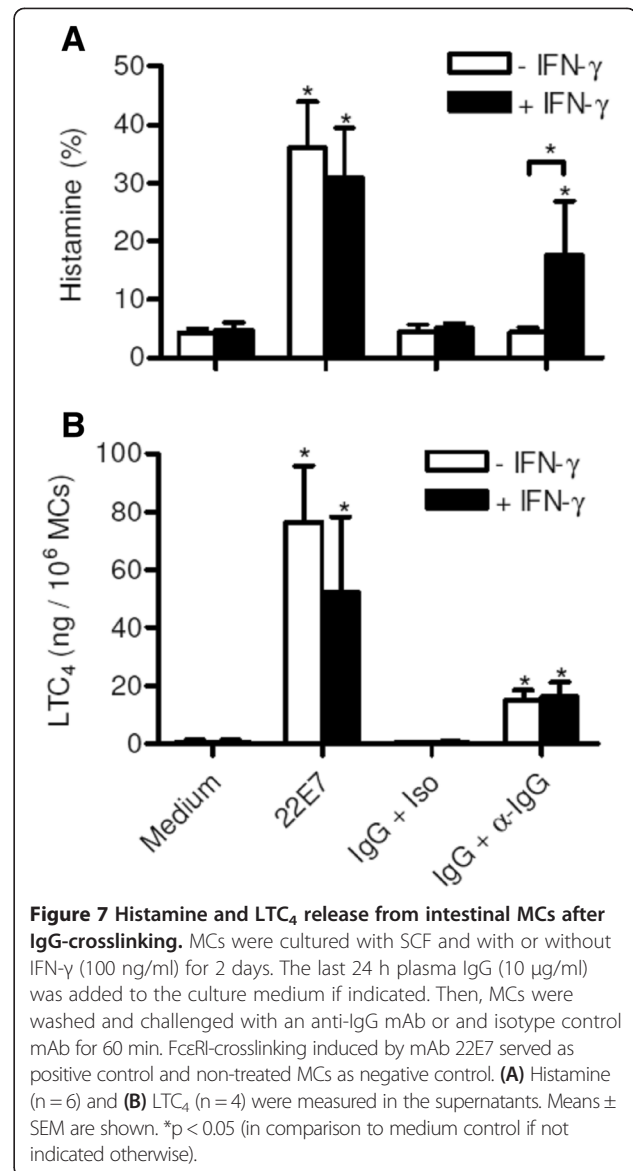 A
- IFN-γ
+ IFN-γ
Histamine (%)
50
40
30
20
10
0
*
*
*
*
B
- IFN-γ
+ IFN-γ
LTC4 (ng / 10^6 MCs)
100
80
60
40
20
0
*
*
*
*
Medium
22E7
IgG + Iso
IgG + α-IgG
Figure 7 Histamine and LTC4 release from intestinal MCs after
IgG-crosslinking. MCs were cultured with SCF and with or without
IFN-γ (100 ng/ml) for 2 days. The last 24 h plasma IgG (10 μg/ml)
was added to the culture medium if indicated. Then, MCs were
washed and challenged with an anti-IgG mAb or and isotype control
mAb for 60 min. FcεRI-crosslinking induced by mAb 22E7 served as
positive control and non-treated MCs as negative control. (A) Histamine
(n = 6) and (B) LTC4 (n = 4) were measured in the supernatants. Means ±
SEM are shown. *p < 0.05 (in comparison to medium control if not
indicated otherwise).